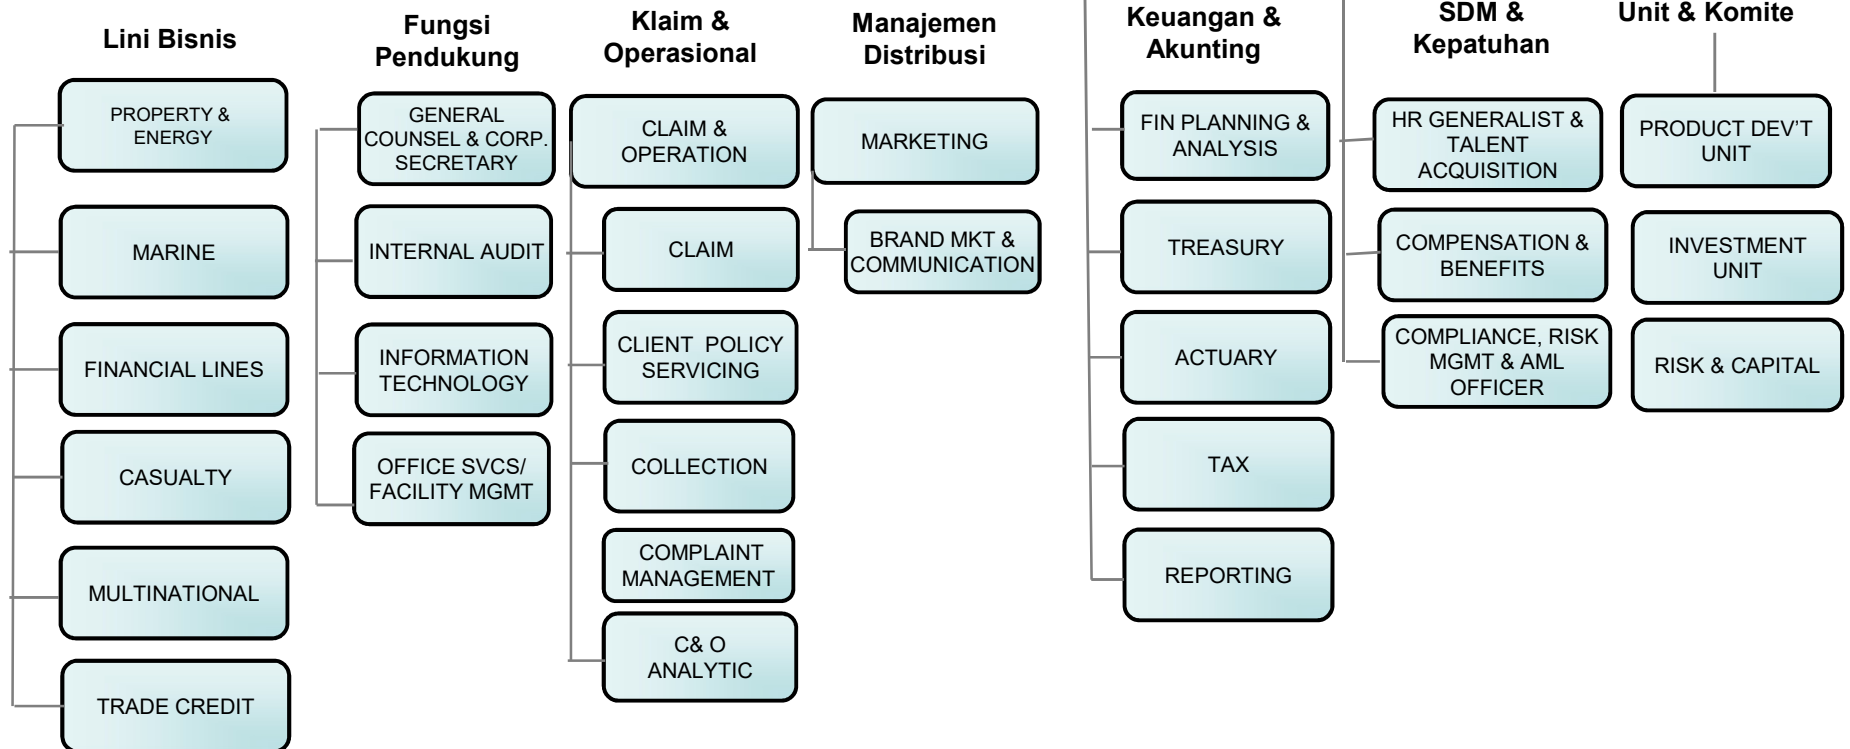 Lini Bisnis
PROPERTY &
ENERGY
MARINE
FINANCIAL LINES
CASUALTY
MULTINATIONAL
TRADE CREDIT
Fungsi
Pendukung
GENERAL
COUNSEL & CORP.
SECRETARY
INTERNAL AUDIT
INFORMATION
TECHNOLOGY
OFFICE SVCS/
FACILITY MGMT
Klaim &
Operasional
CLAIM &
OPERATION
CLAIM
CLIENT POLICY
SERVICING
COLLECTION
COMPLAINT
MANAGEMENT
C& O
ANALYTIC
Manajemen
Distribusi
MARKETING
BRAND MKT &
COMMUNICATION
Keuangan &
Akunting
FIN PLANNING &
ANALYSIS
TREASURY
ACTUARY
TAX
REPORTING
SDM &
Kepatuhan
HR GENERALIST &
TALENT
ACQUISITION
COMPENSATION &
BENEFITS
COMPLIANCE, RISK
MGMT & AML
OFFICER
Unit & Komite
PRODUCT DEV’T
UNIT
INVESTMENT
UNIT
RISK & CAPITAL